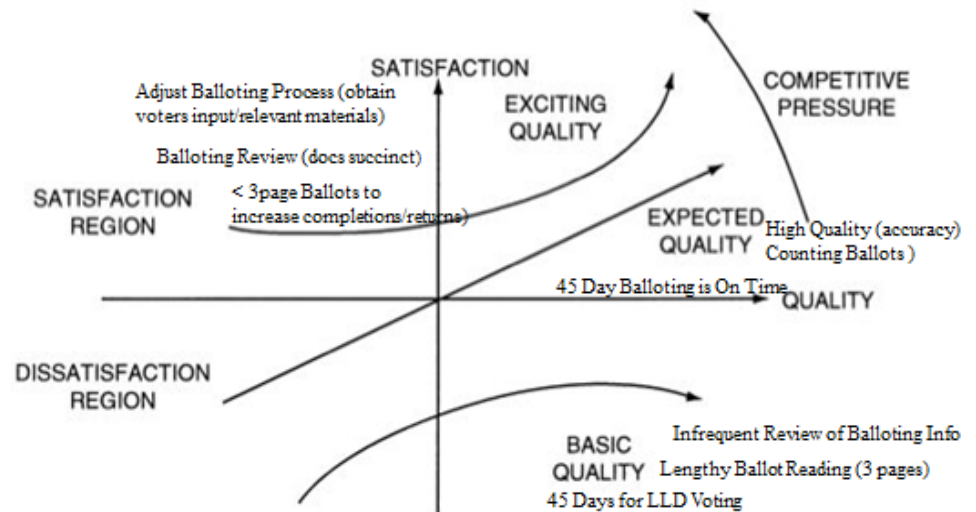 SATISFACTION
Adjust Balloting Process (obtain
voters input/relevant materials)
EXCITING
QUALITY
COMPETITIVE
PRESSURE
Balloting Review (docs succinct)
SATISFACTION
REGION
< 3page Ballots to
increase completions/returns)
EXPECTED
QUALITY
High Quality (accuracy)
Counting Ballots )
45 Day Balloting is On Time
QUALITY
DISSATISFACTION
REGION
BASIC
QUALITY
Infrequent Review of Balloting Info
Lengthy Ballot Reading (3 pages)
45 Days for LLD Voting